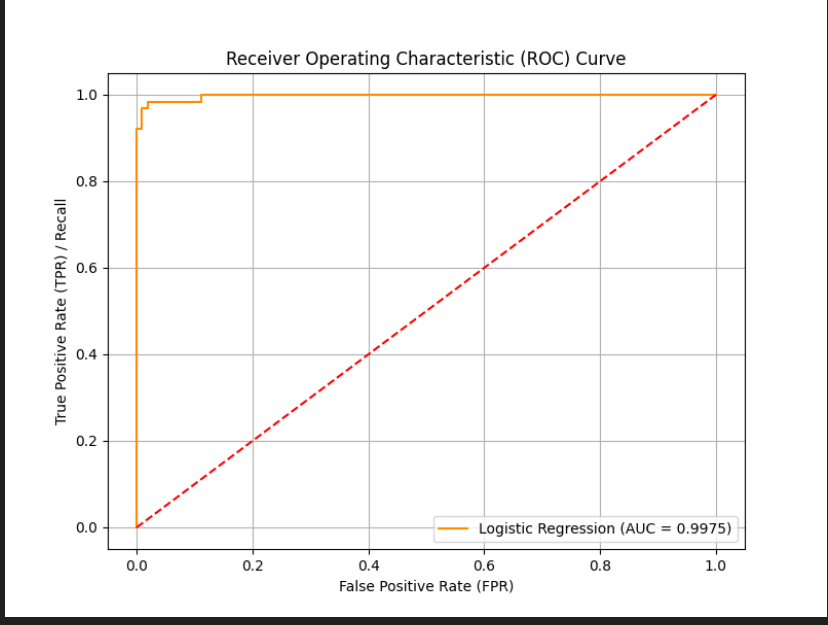 Receiver Operating Characteristic (ROC) Curve
True Positive Rate (TPR) / Recall
1.0
0.8
0.6
0.4
0.2
0.0
Logistic Regression (AUC = 0.9975)
0.0 0.2 0.4 0.6 0.8 1.0
False Positive Rate (FPR)